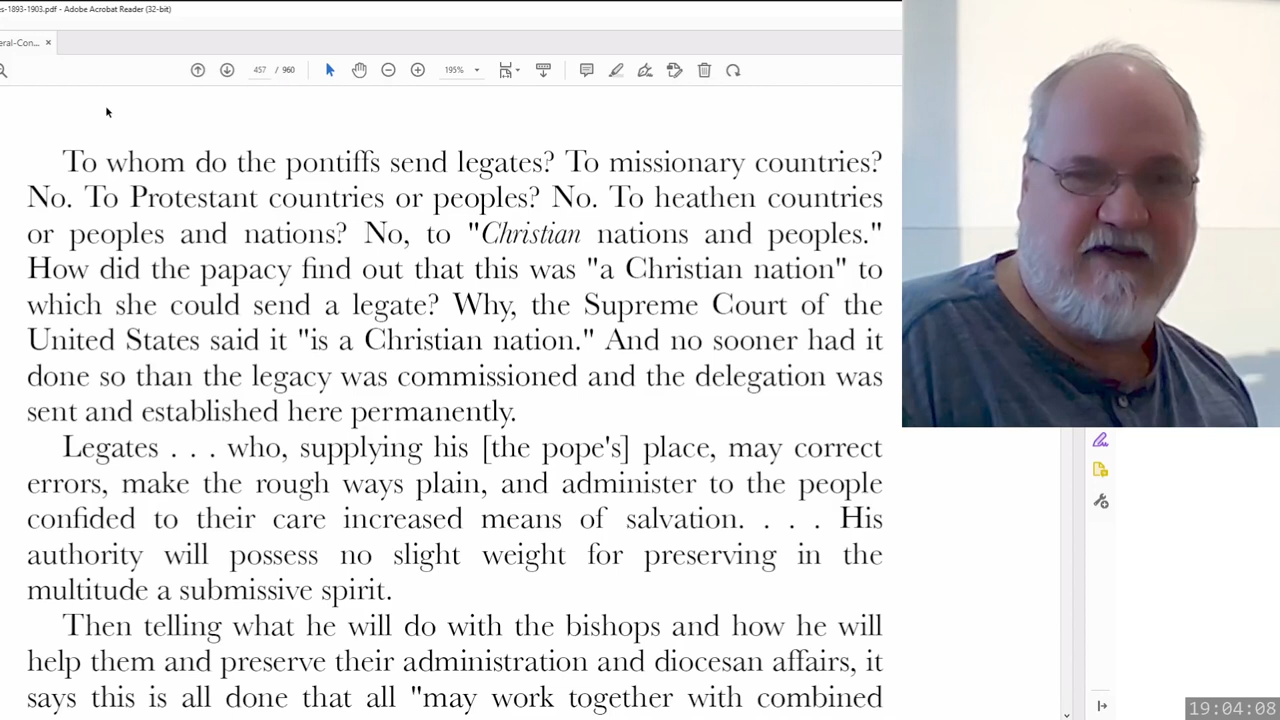 s-1893-1903.pdf - Adobe Acrobat Reader (32-bit)
eral-Con... ×
457 / 960
195%
To whom do the pontiffs send legates? To missionary countries?
No. To Protestant countries or peoples? No. To heathen countries
or peoples and nations? No, to "Christian nations and peoples."
How did the papacy find out that this was "a Christian nation" to
which she could send a legate? Why, the Supreme Court of the
United States said it "is a Christian nation." And no sooner had it
done so than the legacy was commissioned and the delegation was
sent and established here permanently.
Legates . . . who, supplying his [the pope's] place, may correct
errors, make the rough ways plain, and administer to the people
confided to their care increased means of salvation. . . . His
authority will possess no slight weight for preserving in the
multitude a submissive spirit.
Then telling what he will do with the bishops and how he will
help them and preserve their administration and diocesan affairs, it
says this is all done that all "may work together with combined
19:04:08